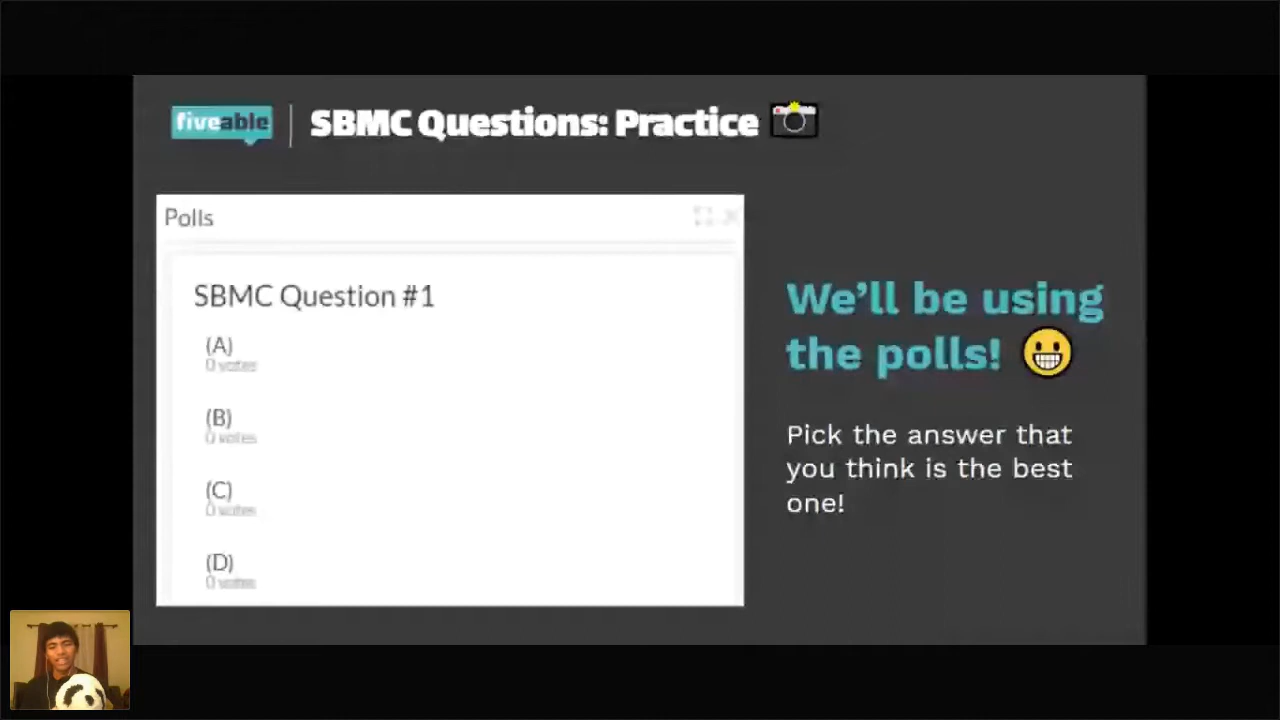 fiveable
SBMC Questions: Practice
Polls
SBMC Question #1
(A)
0 votes
(B)
0 votes
(C)
0 votes
(D)
0 votes
We'll be using
the polls!
Pick the answer that
you think is the best
one!